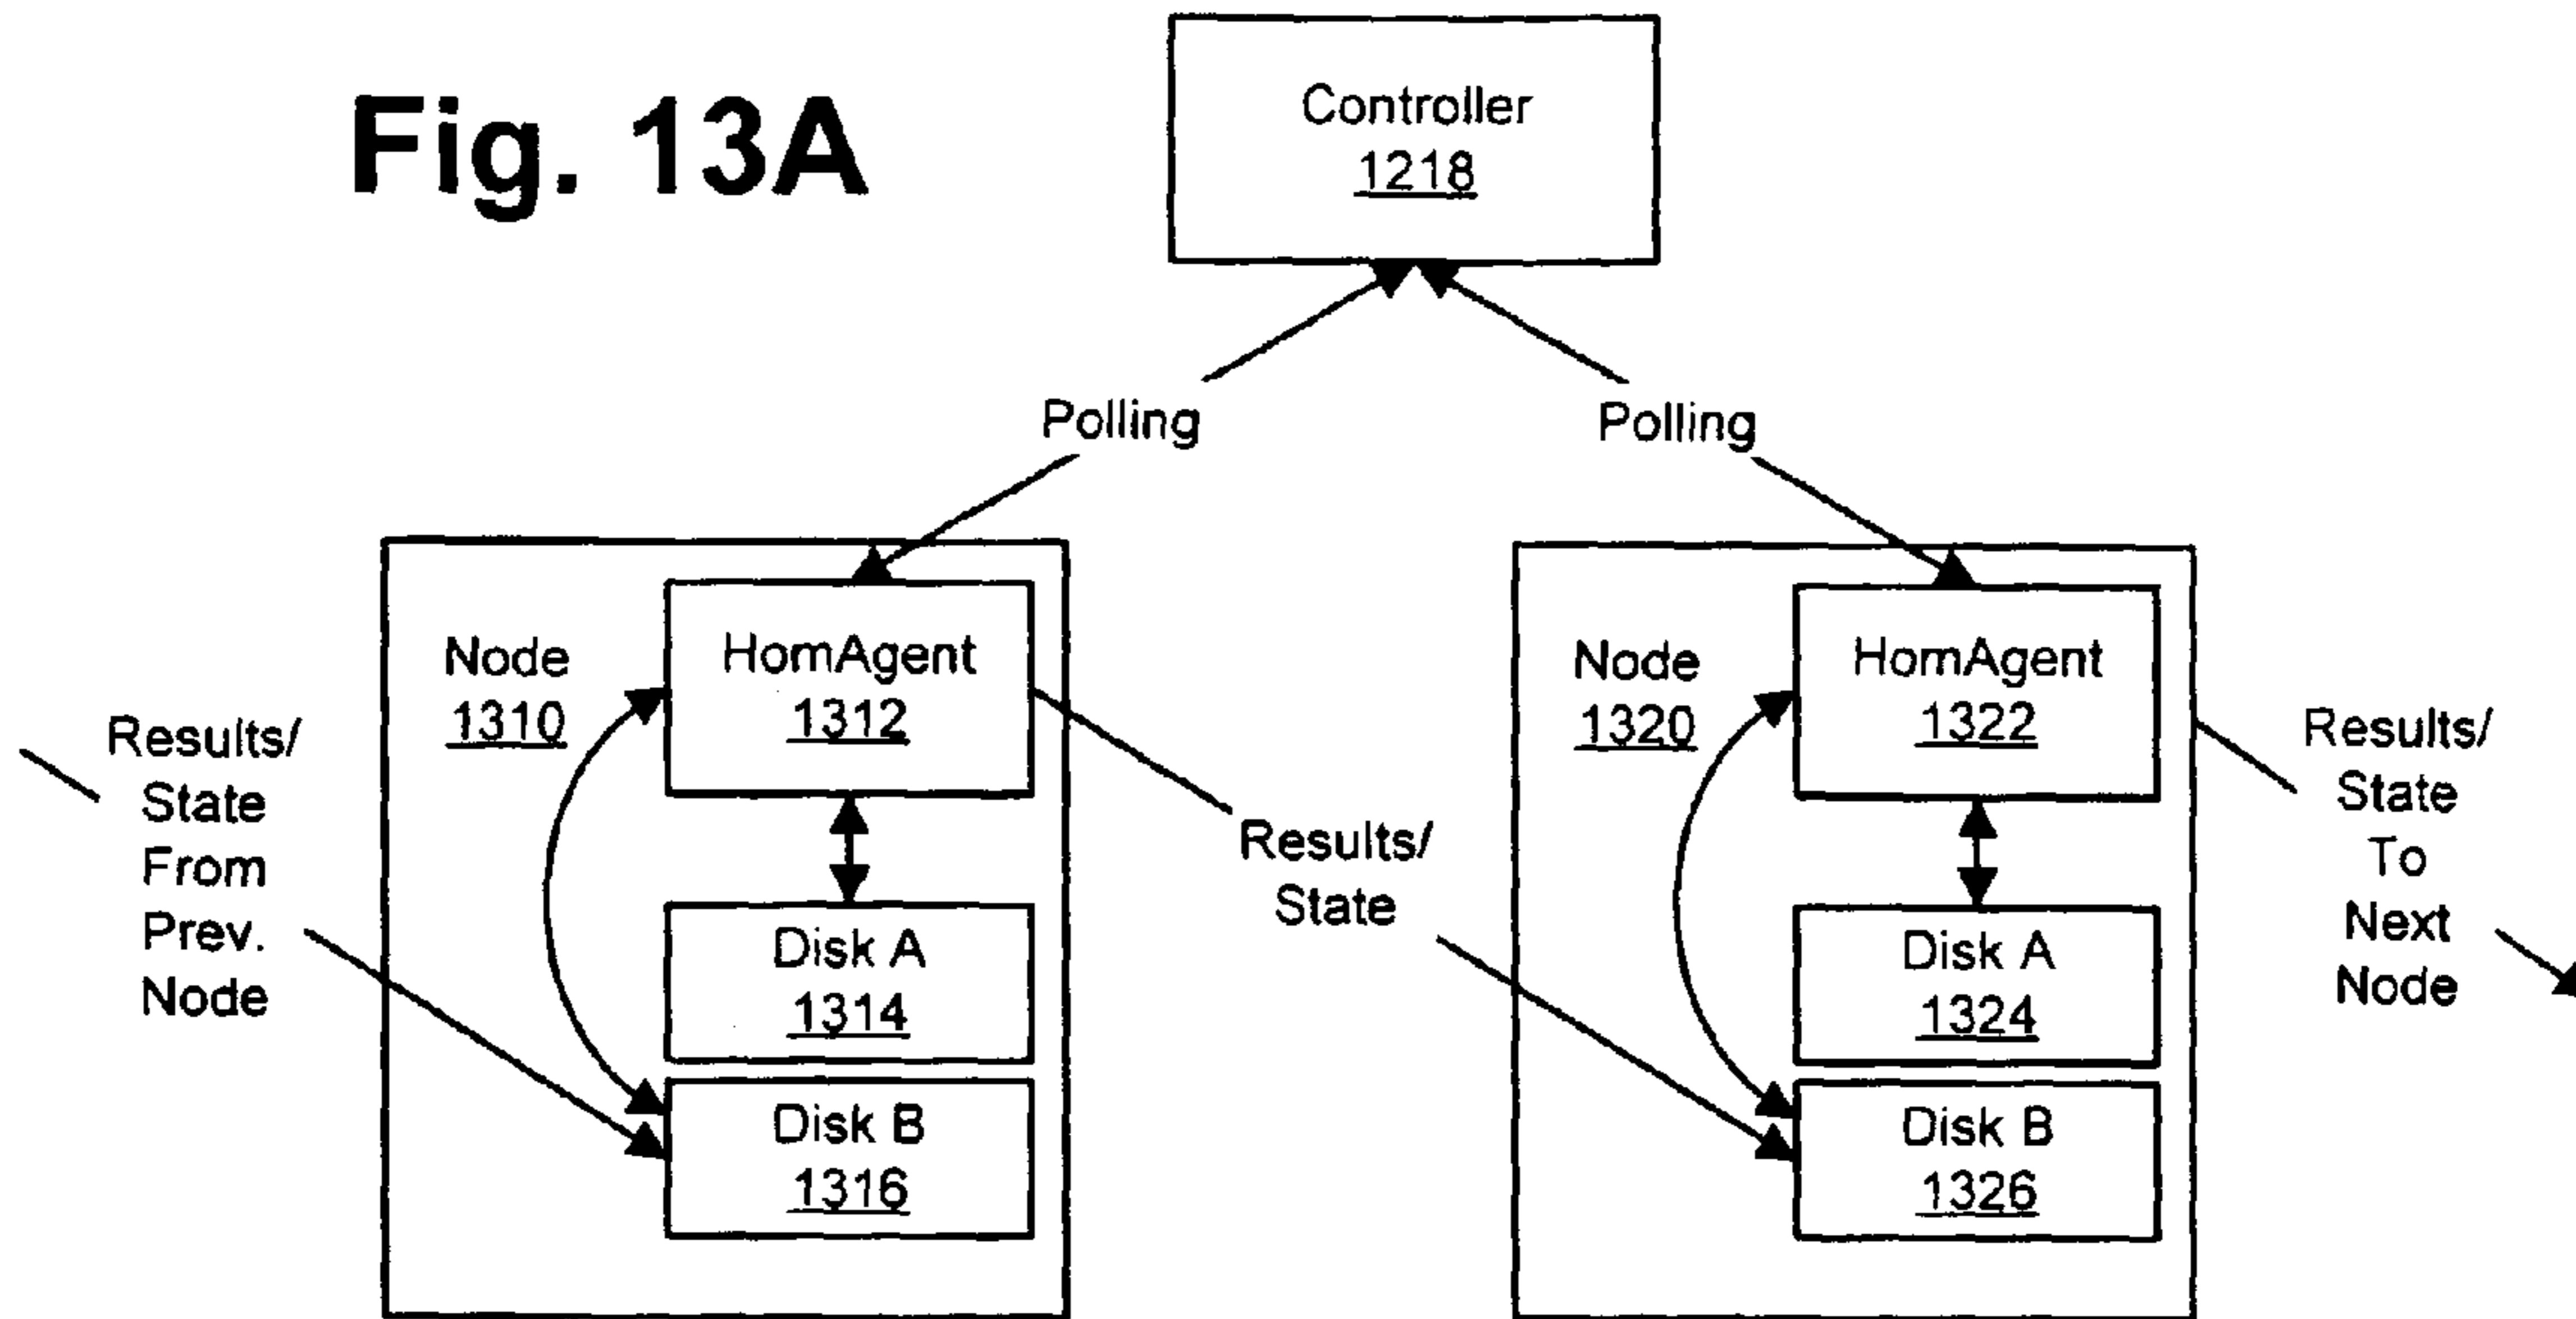 Fig. 13A
Controller
1218
Polling
Polling
Node
1310
HomAgent
1312
Disk A
1314
Disk B
1316
Results/
State
From
Prev.
Node
Results/
State
Node
1320
HomAgent
1322
Disk A
1324
Disk B
1326
Results/
State
To
Next
Node